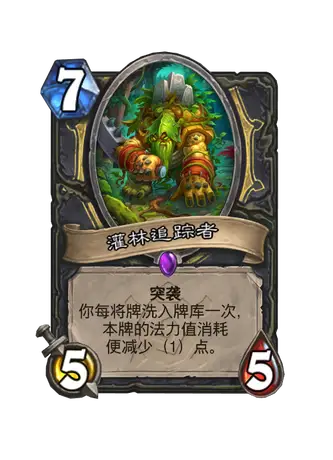 7
灌林追踪者
突袭
你每将牌洗入牌库一次，
本牌的法力值消耗
便减少（1）点。
5
5